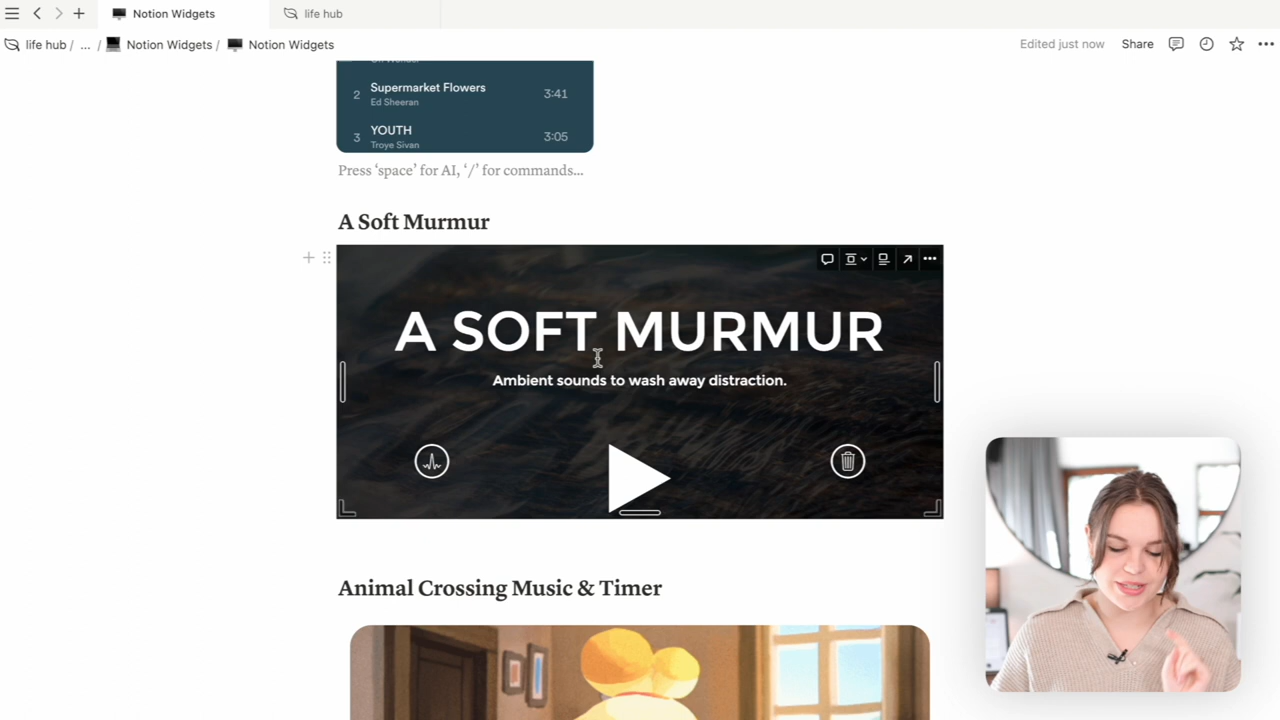 Notion Widgets
life hub
life hub / ... / Notion Widgets / Notion Widgets
Edited just now
Share
2 Supermarket Flowers 3:41
Ed Sheeran
3 YOUTH 3:05
Troye Sivan
Press ‘space’ for AI, ‘/’ for commands…
A Soft Murmur
A SOFT MURMUR
Ambient sounds to wash away distraction.
Animal Crossing Music & Timer